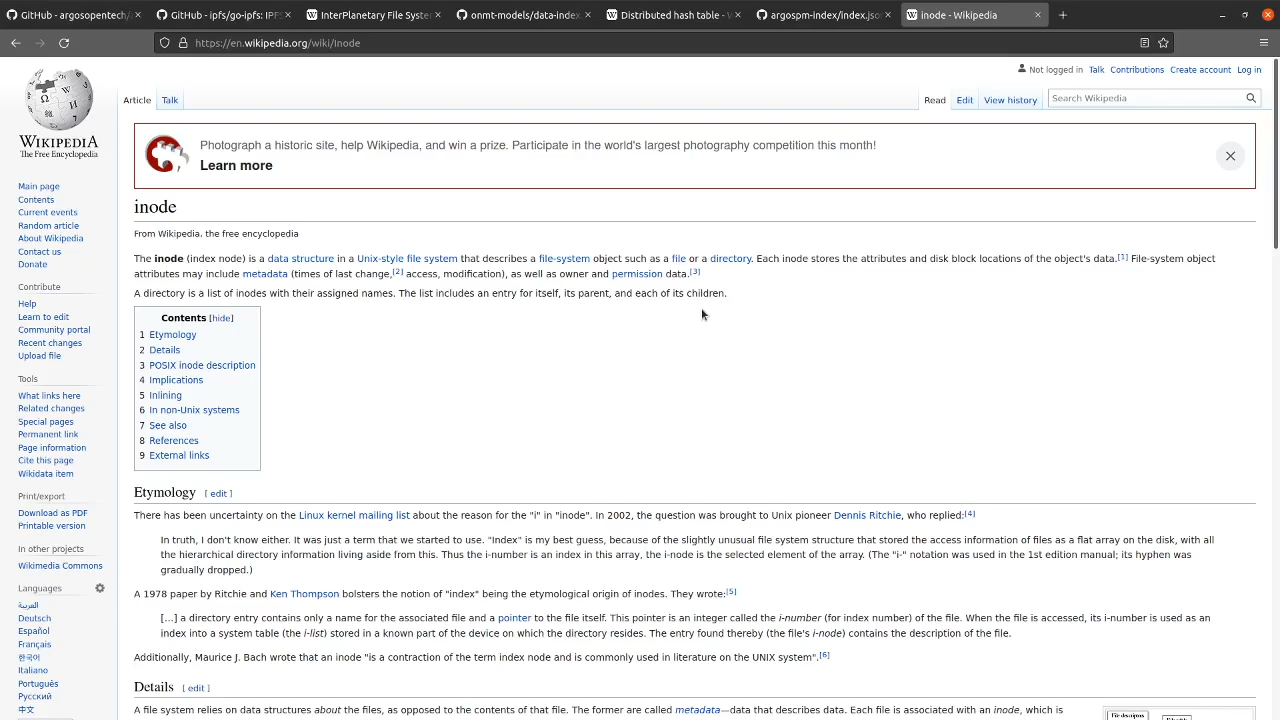 GitHub - argosopentech/
GitHub - ipfs/go-ipfs: IPFS
InterPlanetary File System
onmt-models/data-index.
Distributed hash table - W
argospm-index/index.jso
inode - Wikipedia
https://en.wikipedia.org/wiki/Inode
Not logged in Talk Contributions Create account Log in
Article Talk Read Edit View history Search Wikipedia
WIKIPEDIA
The Free Encyclopedia
Main page
Contents
Current events
Random article
About Wikipedia
Contact us
Donate
Contribute
Help
Learn to edit
Community portal
Recent changes
Upload file
Tools
What links here
Related changes
Special pages
Permanent link
Page information
Cite this page
Wikidata item
Print/export
Download as PDF
Printable version
In other projects
Wikimedia Commons
Languages
العربية
Deutsch
Español
Français
한국어
Italiano
Português
Русский
中文
Photograph a historic site, help Wikipedia, and win a prize. Participate in the world's largest photography competition this month!
Learn more
inode
From Wikipedia, the free encyclopedia
The inode (index node) is a data structure in a Unix-style file system that describes a file-system object such as a file or a directory. Each inode stores the attributes and disk block locations of the object's data.[1] File-system object
attributes may include metadata (times of last change,[2] access, modification), as well as owner and permission data.[3]
A directory is a list of inodes with their assigned names. The list includes an entry for itself, its parent, and each of its children.
Contents [hide]
1 Etymology
2 Details
3 POSIX inode description
4 Implications
5 Inlining
6 In non-Unix systems
7 See also
8 References
9 External links
Etymology [ edit ]
There has been uncertainty on the Linux kernel mailing list about the reason for the "i" in "inode". In 2002, the question was brought to Unix pioneer Dennis Ritchie, who replied:[4]
In truth, I don't know either. It was just a term that we started to use. "Index" is my best guess, because of the slightly unusual file system structure that stored the access information of files as a flat array on the disk, with all
the hierarchical directory information living aside from this. Thus the i-number is an index in this array, the i-node is the selected element of the array. (The "i-" notation was used in the 1st edition manual; its hyphen was
gradually dropped.)
A 1978 paper by Ritchie and Ken Thompson bolsters the notion of "index" being the etymological origin of inodes. They wrote:[5]
[…] a directory entry contains only a name for the associated file and a pointer to the file itself. This pointer is an integer called the i-number (for index number) of the file. When the file is accessed, its i-number is used as an
index into a system table (the i-list) stored in a known part of the device on which the directory resides. The entry found thereby (the file's i-node) contains the description of the file.
Additionally, Maurice J. Bach wrote that an inode "is a contraction of the term index node and is commonly used in literature on the UNIX system".[6]
Details [ edit ]
A file system relies on data structures about the files, as opposed to the contents of that file. The former are called metadata—data that describes data. Each file is associated with an inode, which is